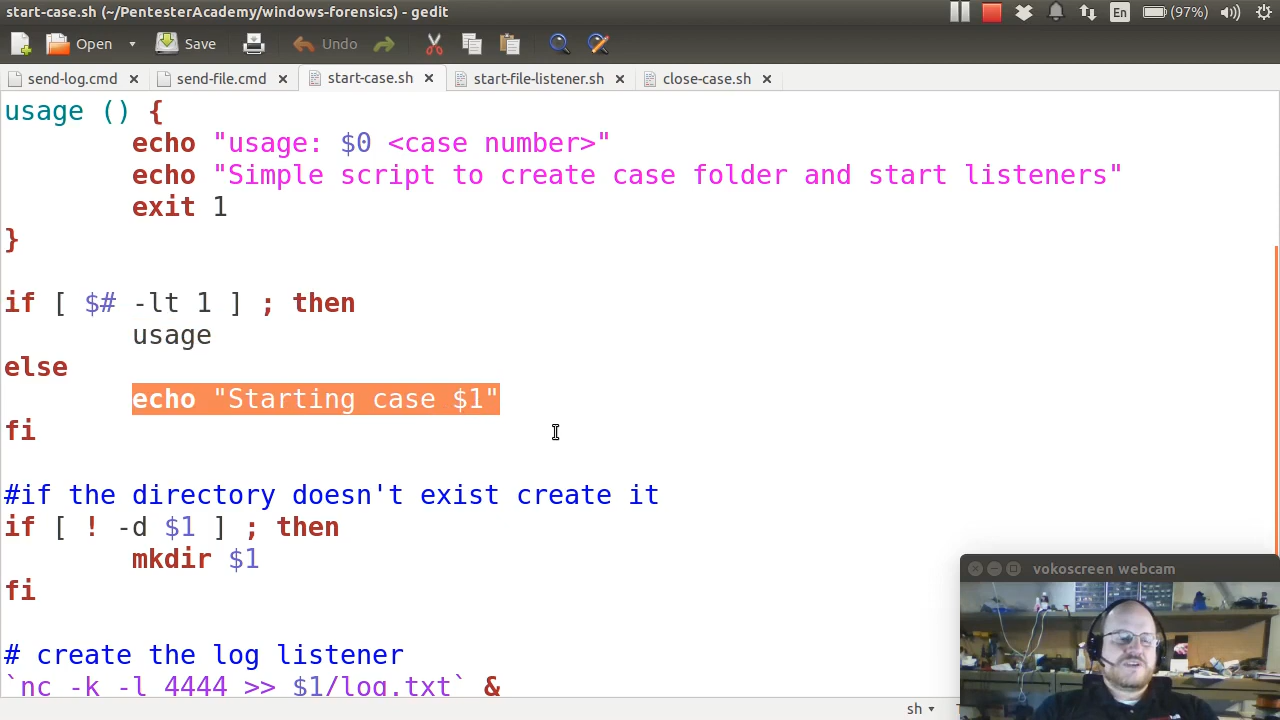 start-case.sh (~/PentesterAcademy/windows-forensics) - gedit
En (97%)
Open Save Undo
send-log.cmd send-file.cmd start-case.sh start-file-listener.sh close-case.sh
usage () {
echo "usage: $0 <case number>"
echo "Simple script to create case folder and start listeners"
exit 1
}
if [ $# -lt 1 ] ; then
usage
else
echo "Starting case $1"
fi
#if the directory doesn't exist create it
if [ ! -d $1 ] ; then
mkdir $1
fi
# create the log listener
`nc -k -l 4444 >> $1/log.txt` &
vokoscreen webcam
sh